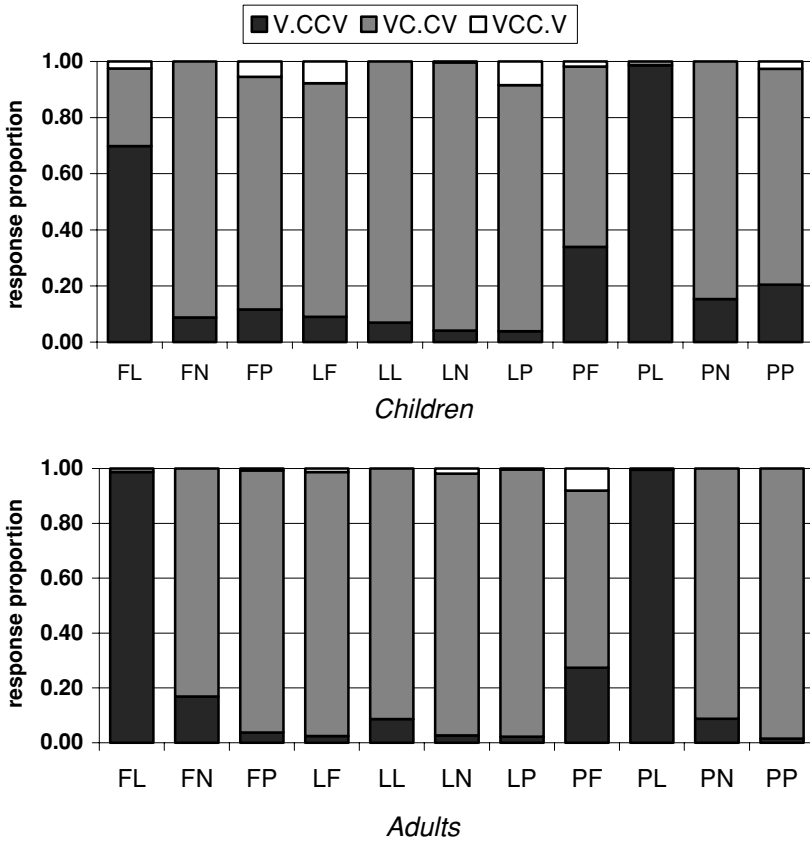 V.CCV VC.CV VCC.V
response proportion
1.00
0.80
0.60
0.40
0.20
0.00
FL FN FP LF LL LN LP PF PL PN PP
Children
response proportion
1.00
0.80
0.60
0.40
0.20
0.00
FL FN FP LF LL LN LP PF PL PN PP
Adults